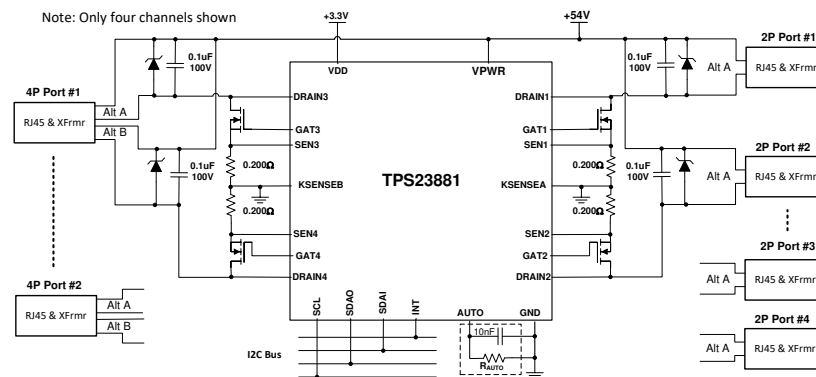 Note: Only four channels shown
+3.3V
+54V
2P Port #1
0.1uF
100V
VDD
VPWR
0.1uF
100V
Alt A
RJ45 & XFrmr
4P Port #1
DRAIN3
DRAIN1
Alt A
RJ45 & XFrmr
Alt B
GAT3
GAT1
SEN3
SEN1
2P Port #2
0.1uF
100V
0.200Ω
TPS23881
0.200Ω
0.1uF
100V
Alt A
RJ45 & XFrmr
KSENSEB
KSENSEA
0.200Ω
0.200Ω
SEN4
SEN2
2P Port #3
GAT4
GAT2
4P Port #2
DRAIN4
DRAIN2
Alt A
RJ45 & XFrmr
Alt A
RJ45 & XFrmr
Alt B
SCL
SDAO
SDAI
INT
AUTO
GND
2P Port #4
10nF
Alt A
RJ45 & XFrmr
I2C Bus
RAUTO